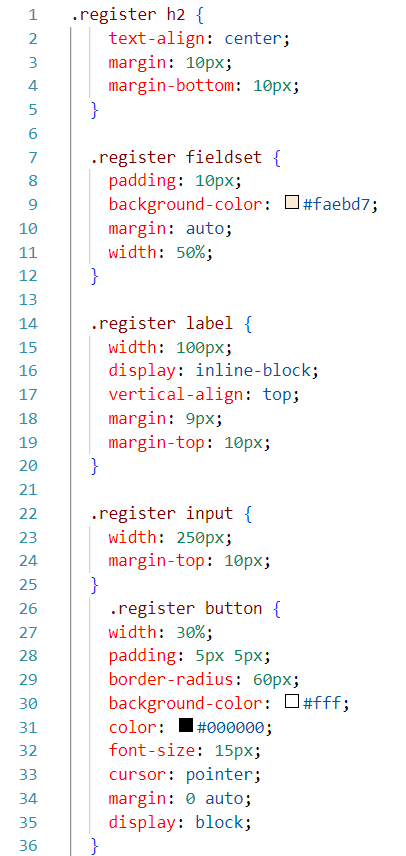 1 .register h2 {
2 text-align: center;
3 margin: 10px;
4 margin-bottom: 10px;
5 }
6
7 .register fieldset {
8 padding: 10px;
9 background-color: #faebd7;
10 margin: auto;
11 width: 50%;
12 }
13
14 .register label {
15 width: 100px;
16 display: inline-block;
17 vertical-align: top;
18 margin: 9px;
19 margin-top: 10px;
20 }
21
22 .register input {
23 width: 250px;
24 margin-top: 10px;
25 }
26 .register button {
27 width: 30%;
28 padding: 5px 5px;
29 border-radius: 60px;
30 background-color: #fff;
31 color: #000000;
32 font-size: 15px;
33 cursor: pointer;
34 margin: 0 auto;
35 display: block;
36 }